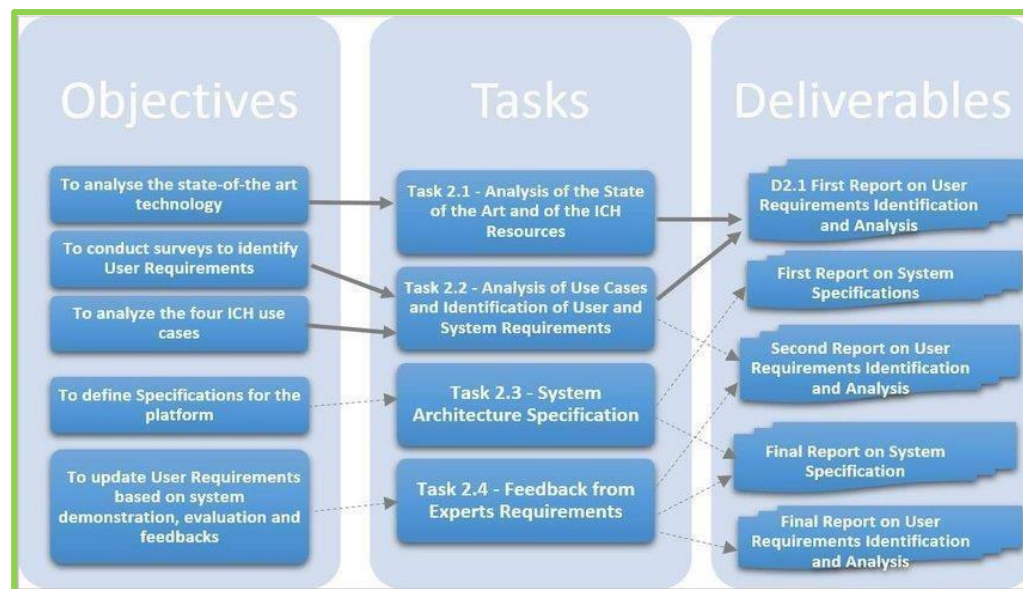 Objectives
To analyse the state-of-the art
technology
To conduct surveys to identify
User Requirements
To analyze the four ICH use
cases
To define Specifications for the
platform
To update User Requirements
based on system
demonstration, evaluation and
feedbacks
Tasks
Task 2.1 - Analysis of the State
of the Art and of the ICH
Resources
Task 2.2 - Analysis of Use Cases
and Identification of User and
System Requirements
Task 2.3 - System
Architecture Specification
Task 2.4 - Feedback from
Experts Requirements
Deliverables
D2.1 First Report on User
Requirements Identification
and Analysis
First Report on System
Specifications
Second Report on User
Requirements Identification
and Analysis
Final Report on System
Specification
Final Report on User
Requirements Identification
and Analysis